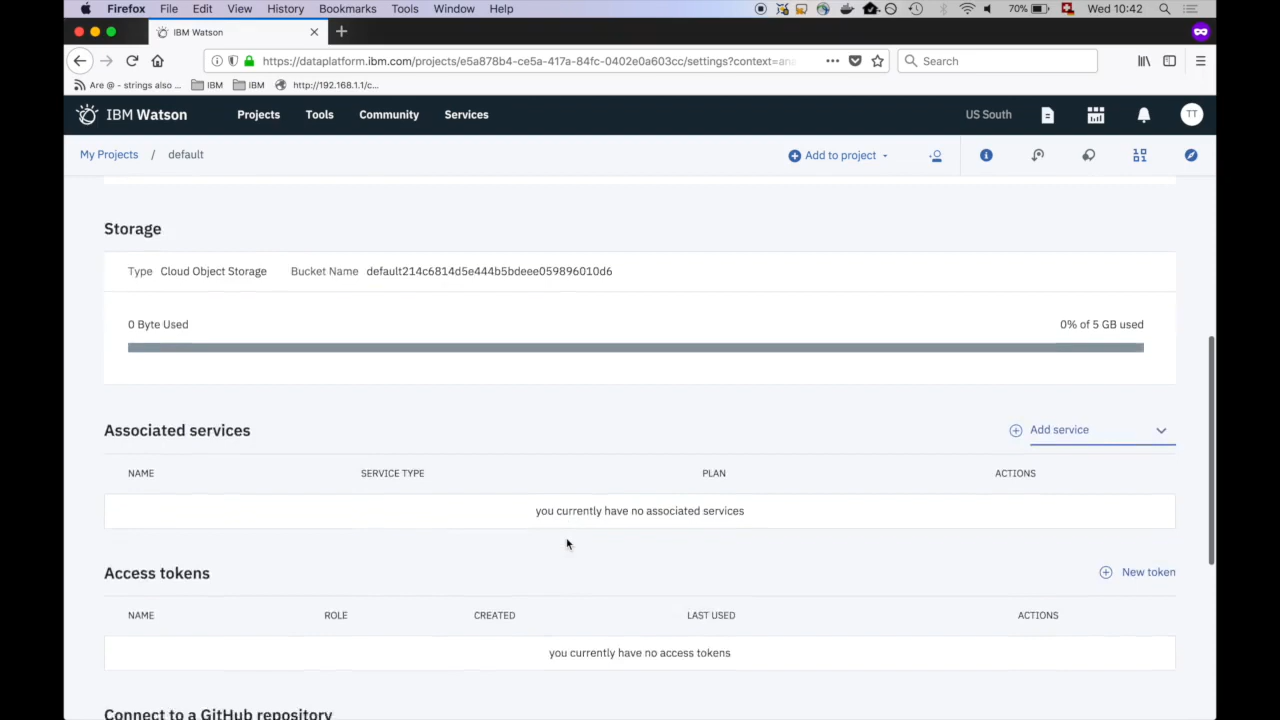 Firefox File Edit View History Bookmarks Tools Window Help 70% Wed 10:42
IBM Watson
https://dataplatform.ibm.com/projects/e5a878b4-ce5a-417a-84fc-0402e0a603cc/settings?context=ana
Search
Are @ - strings also ... IBM IBM http://192.168.1.1/c...
IBM Watson Projects Tools Community Services US South TT
My Projects / default Add to project
Storage
Type Cloud Object Storage Bucket Name default214c6814d5e444b5bdeee059896010d6
0 Byte Used 0% of 5 GB used
Associated services Add service
NAME SERVICE TYPE PLAN ACTIONS
you currently have no associated services
Access tokens New token
NAME ROLE CREATED LAST USED ACTIONS
you currently have no access tokens
Connect to a GitHub repository